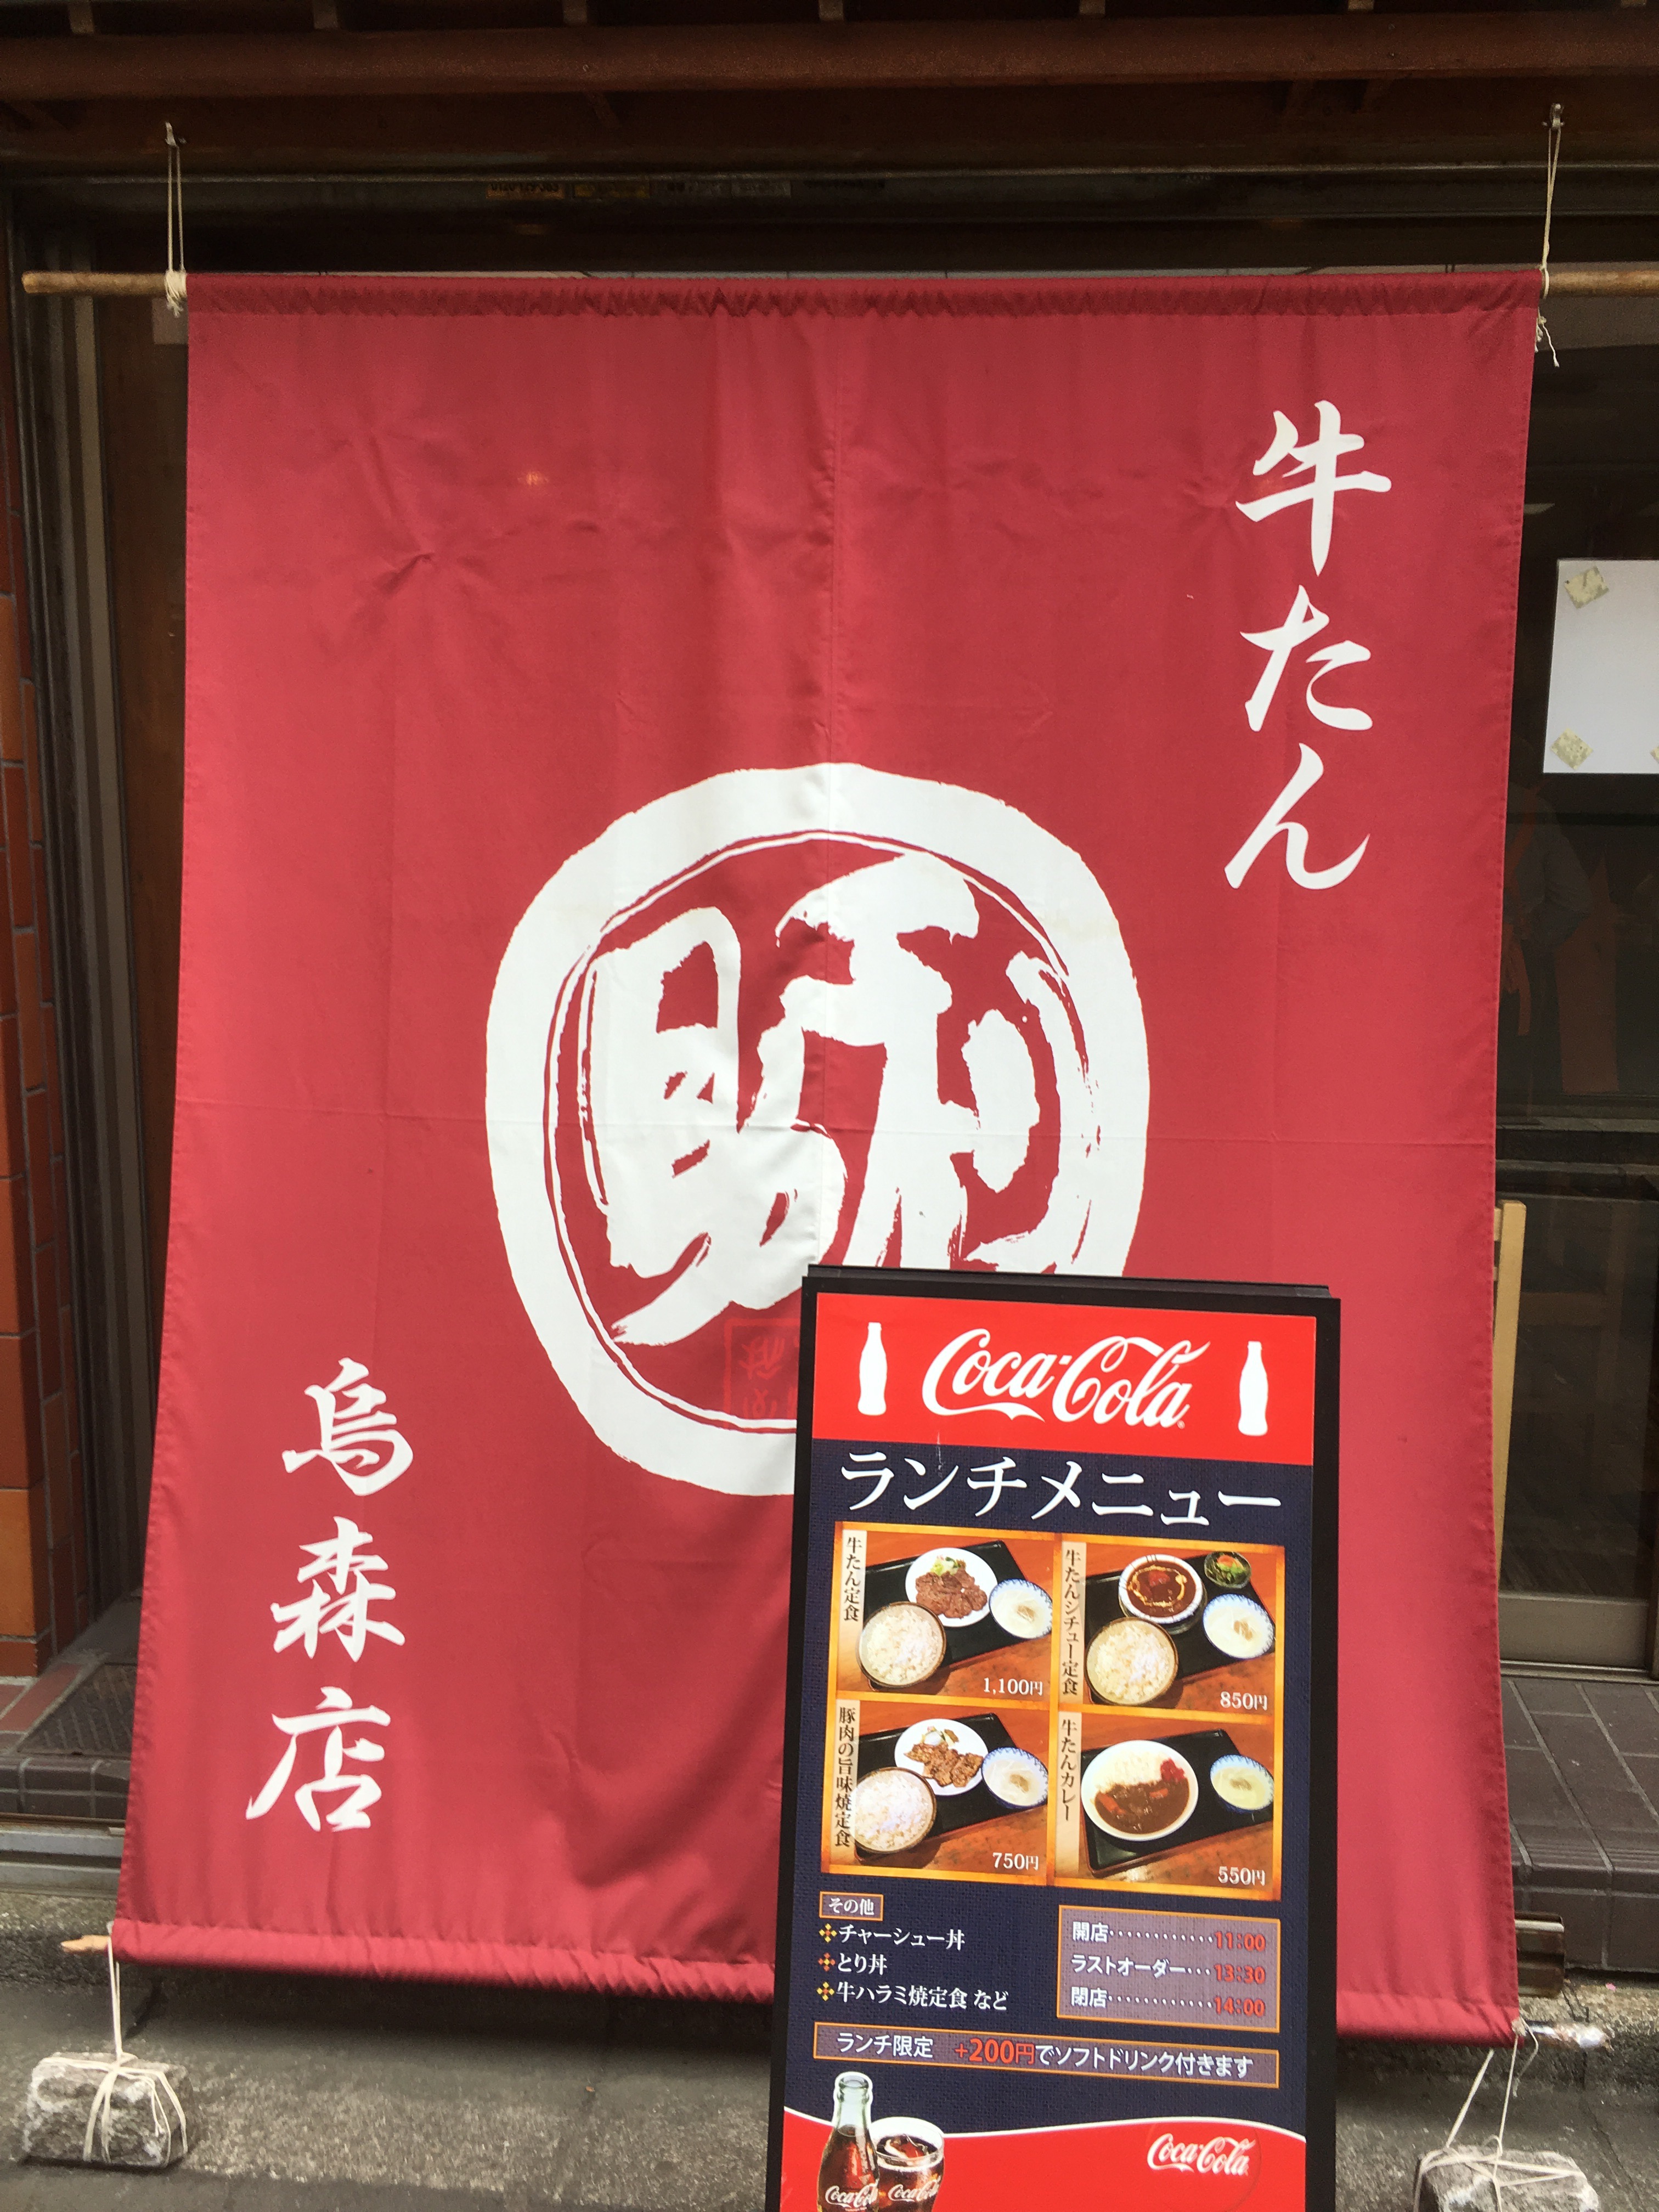 牛たん
烏森店
Coca-Cola
ランチメニュー
牛たん定食
1,100円
牛たんシチュー定食
850円
豚肉の旨味焼定食
750円
牛たんカレー
550円
その他
チャーシュー丼
とり丼
牛ハラミ焼定食 など
開店············11:00
ラストオーダー···13:30
閉店············14:00
ランチ限定 +200円でソフトドリンク付きます
Coca-Cola
Coca-Cola
Coca-Cola